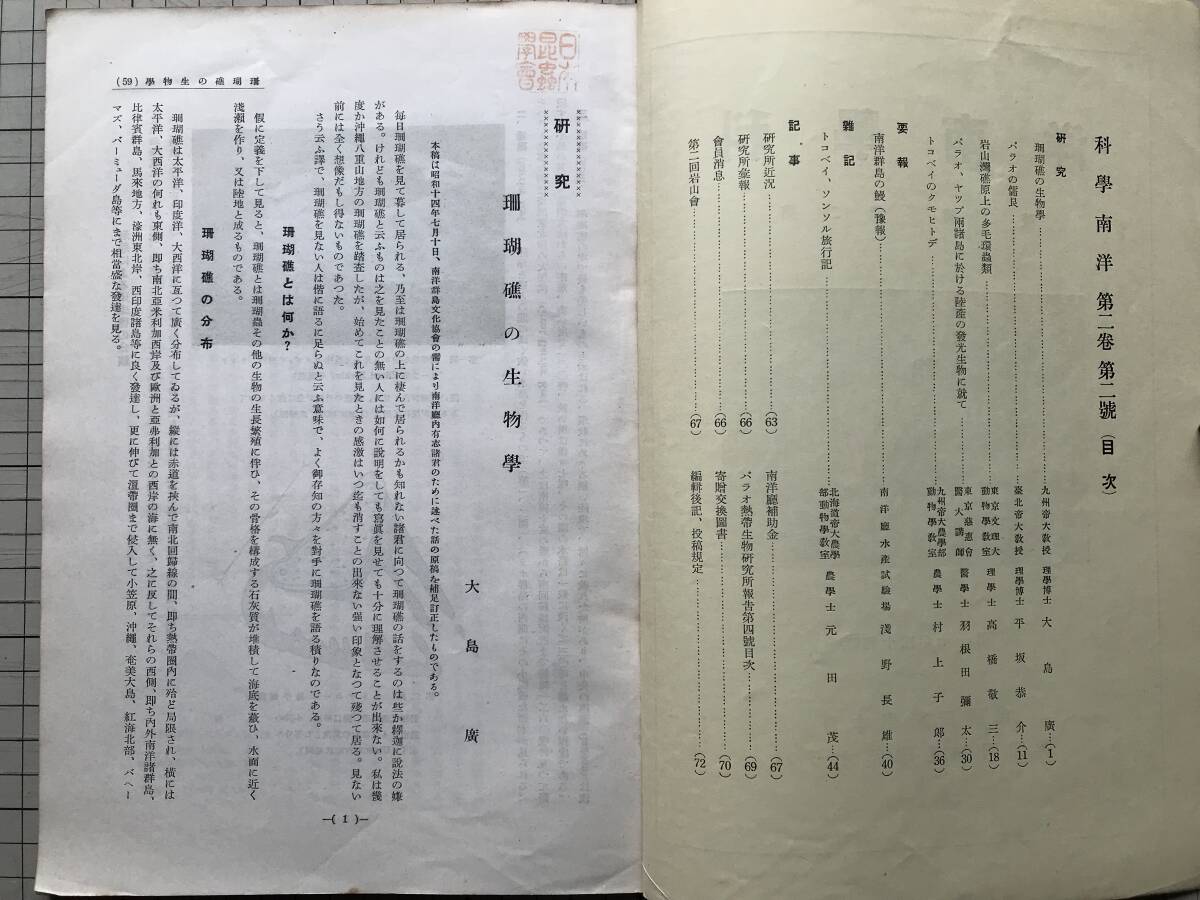 科學南洋 第二卷 第二號 (目次)
研究
珊瑚礁の生物學……九州帝大教授 理學博士 大島廣…(1)
パラオの儒艮……臺北帝大教授 理學博士 平坂恭介…(11)
岩山灣礁原上の多毛環蟲類……東京文理大動物學教室 理學士 高橋敬三…(18)
パラオ、ヤップ兩諸島に於ける陸產の發光生物に就て……東京慈惠會醫大講師 醫學士 羽根田彌太…(30)
トコベイのクモヒトデ……九州帝大農學部動物學教室 農學士 村上子郎…(36)
要報
南洋群島の鰻(豫報)……南洋廳水產試驗場 淺野長雄…(40)
雜記
トコベイ、ソンソル旅行記……北海道帝大農學部動物學教室 農學士 元田茂…(44)
記事
研究所近況……(63)
南洋廳補助金……(67)
研究所彙報……(66)
パラオ熱帶生物研究所報告第四號目次……(69)
會員消息……(66)
寄贈交換圖書……(70)
第二回岩山會……(67)
編輯後記、投稿規定……(72)
日本昆蟲學會
研究
珊瑚礁の生物學
大島廣
本稿は昭和十四年七月十日、南洋群島文化協會の需により南洋廳內有志諸君のために述べた話の原稿を補足訂正したものである。
每日珊瑚礁を見て暮して居られる、乃至は珊瑚礁の上に棲んで居られるかも知れない諸君に向つて珊瑚礁の話をするのは些か釋迦に說法の嫌
がある。けれども珊瑚礁と云ふものは之を見たことの無い人には如何に說明をしても寫眞を見せても十分に理解させることが出來ない。私は幾
度か沖繩八重山地方の珊瑚礁を踏査したが、始めてこれを見たときの感激はいつ迄も消すことの出來ない强い印象となつて殘つて居る。見ない
前には全く想像だもし得ないものであつた。
さう云ふ譯で、珊瑚礁を見ない人は偕に語るに足らぬと云ふ意味で、よく御存知の方々を對手に珊瑚礁を語る積りなのである。
珊瑚礁とは何か?
假に定義を下して見ると、珊瑚礁とは珊瑚蟲その他の生物の生長繁殖に伴ひ、その骨格を構成する石灰質が堆積して海底を蔽ひ、水面に近く
淺瀨を作り、又は陸地と成るものである。
珊瑚礁の分布
珊瑚礁は太平洋、印度洋、大西洋に亙つて廣く分布してゐるが、縱には赤道を挾んで南北回歸線の間、即ち熱帶圈內に殆ど局限され、橫には
太平洋、大西洋の何れも東側、即ち南北亞米利加西岸及び歐洲と亞弗利加との西岸の海に無く、之に反してそれらの西側、即ち內外南洋諸群島、
比律賓群島、馬來地方、濠洲東北岸、西印度諸島等に良く發達し、更に伸びて溫帶圈まで侵入して小笠原、沖繩、奄美大島、紅海北部、バヘー
マズ、バーミューダ島等にまで相當盛な發達を見る。
(59) 珊瑚礁の生物學
—( 1 )—